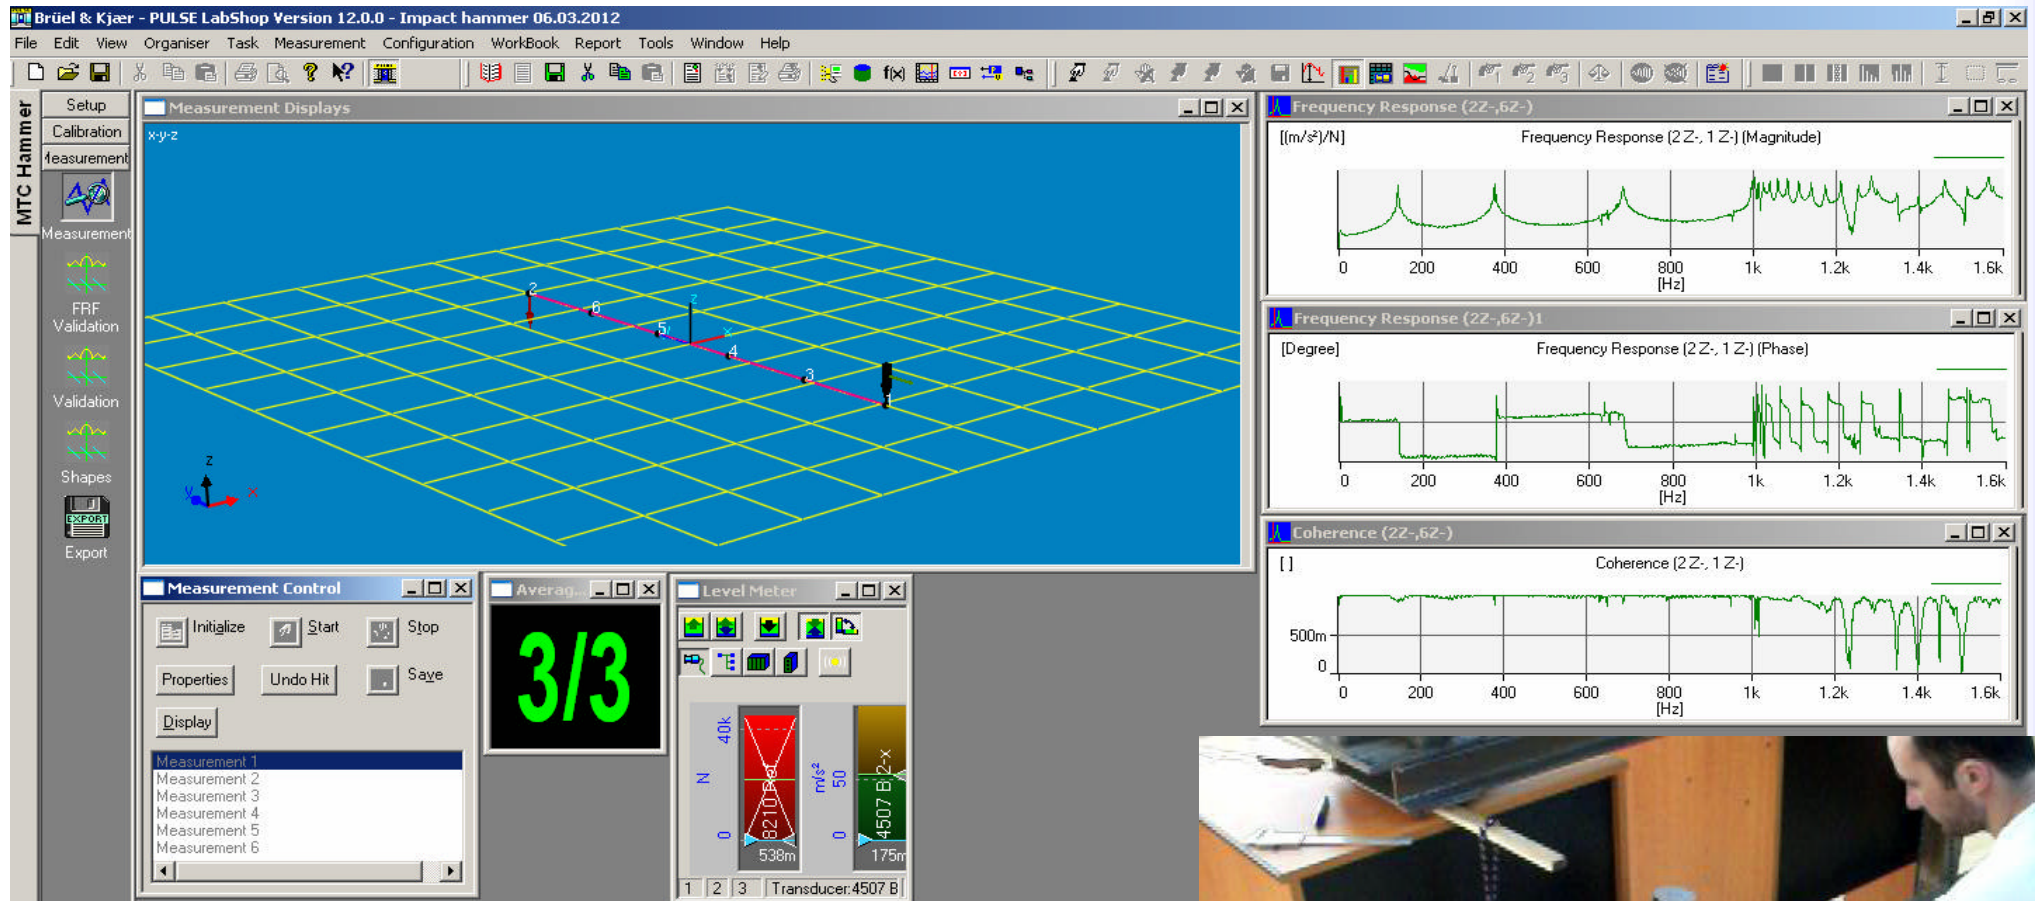 Brüel & Kjær - PULSE LabShop Version 12.0.0 - Impact hammer 06.03.2012
File Edit View Organiser Task Measurement Configuration WorkBook Report Tools Window Help
MTC Hammer
Setup
Calibration
Measurement
FRF
Validation
Validation
Shapes
EXPORT
Export
Measurement Displays
x-y-z
2
6
5
z
x
4
3
1
z
y
x
Frequency Response (2Z-,6Z-)
[(m/s²)/N]
Frequency Response (2 Z-, 1 Z-) (Magnitude)
0 200 400 600 800 1k 1.2k 1.4k 1.6k
[Hz]
Frequency Response (2Z-,6Z-)1
[Degree]
Frequency Response (2 Z-, 1 Z-) (Phase)
0 200 400 600 800 1k 1.2k 1.4k 1.6k
[Hz]
Coherence (2Z-,6Z-)
[ ]
Coherence (2 Z-, 1 Z-)
500m
0
0 200 400 600 800 1k 1.2k 1.4k 1.6k
[Hz]
Measurement Control
Initialize Start Stop
Properties Undo Hit Save
Display
Measurement 1
Measurement 2
Measurement 3
Measurement 4
Measurement 5
Measurement 6
Averag...
3/3
Level Meter
40k
N
0
8210 Ref
538m
m/s²
50
0
4507 B 2-x
175m
1 2 3 Transducer:4507 B